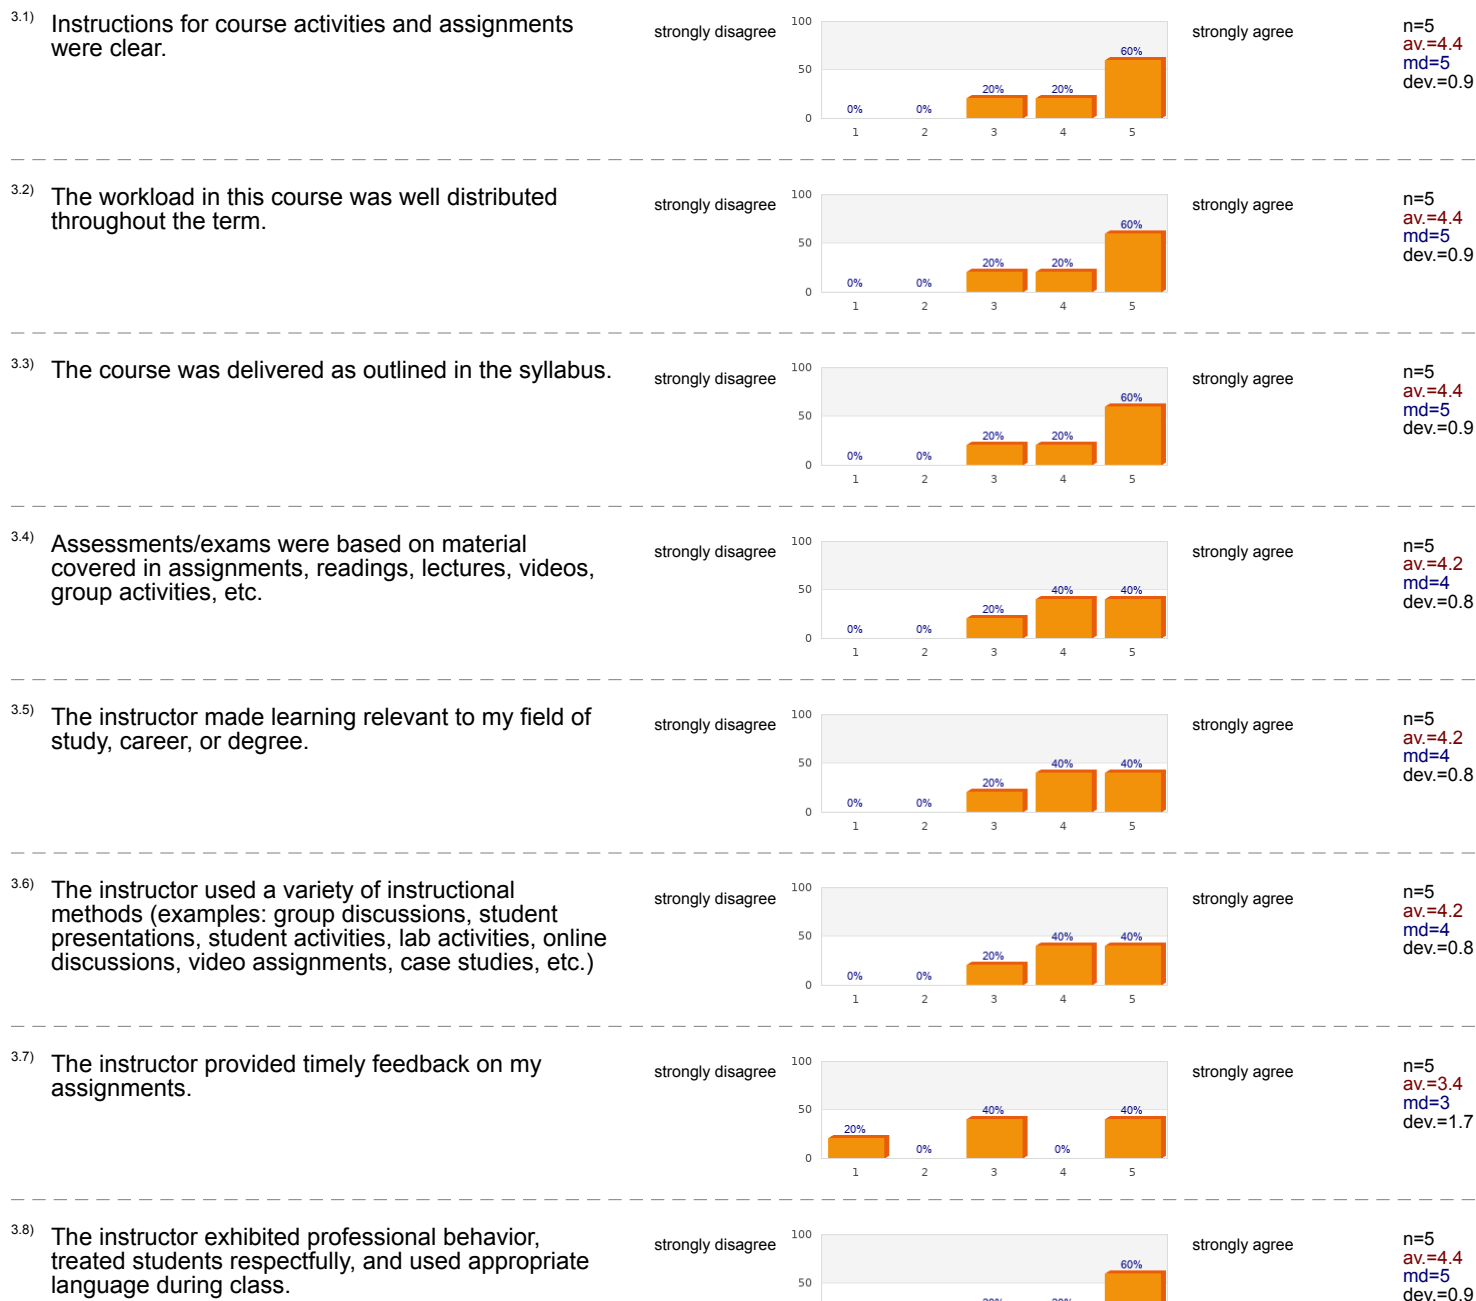 3.1) Instructions for course activities and assignments
were clear.
strongly disagree
100
50
0
0%
0%
20%
20%
60%
1 2 3 4 5
strongly agree
n=5
av.=4.4
md=5
dev.=0.9
3.2) The workload in this course was well distributed
throughout the term.
strongly disagree
100
50
0
0%
0%
20%
20%
60%
1 2 3 4 5
strongly agree
n=5
av.=4.4
md=5
dev.=0.9
3.3) The course was delivered as outlined in the syllabus.
strongly disagree
100
50
0
0%
0%
20%
20%
60%
1 2 3 4 5
strongly agree
n=5
av.=4.4
md=5
dev.=0.9
3.4) Assessments/exams were based on material
covered in assignments, readings, lectures, videos,
group activities, etc.
strongly disagree
100
50
0
0%
0%
20%
40%
40%
1 2 3 4 5
strongly agree
n=5
av.=4.2
md=4
dev.=0.8
3.5) The instructor made learning relevant to my field of
study, career, or degree.
strongly disagree
100
50
0
0%
0%
20%
40%
40%
1 2 3 4 5
strongly agree
n=5
av.=4.2
md=4
dev.=0.8
3.6) The instructor used a variety of instructional
methods (examples: group discussions, student
presentations, student activities, lab activities, online
discussions, video assignments, case studies, etc.)
strongly disagree
100
50
0
0%
0%
20%
40%
40%
1 2 3 4 5
strongly agree
n=5
av.=4.2
md=4
dev.=0.8
3.7) The instructor provided timely feedback on my
assignments.
strongly disagree
100
50
0
20%
0%
40%
0%
40%
1 2 3 4 5
strongly agree
n=5
av.=3.4
md=3
dev.=1.7
3.8) The instructor exhibited professional behavior,
treated students respectfully, and used appropriate
language during class.
strongly disagree
100
50
20%
20%
60%
strongly agree
n=5
av.=4.4
md=5
dev.=0.9